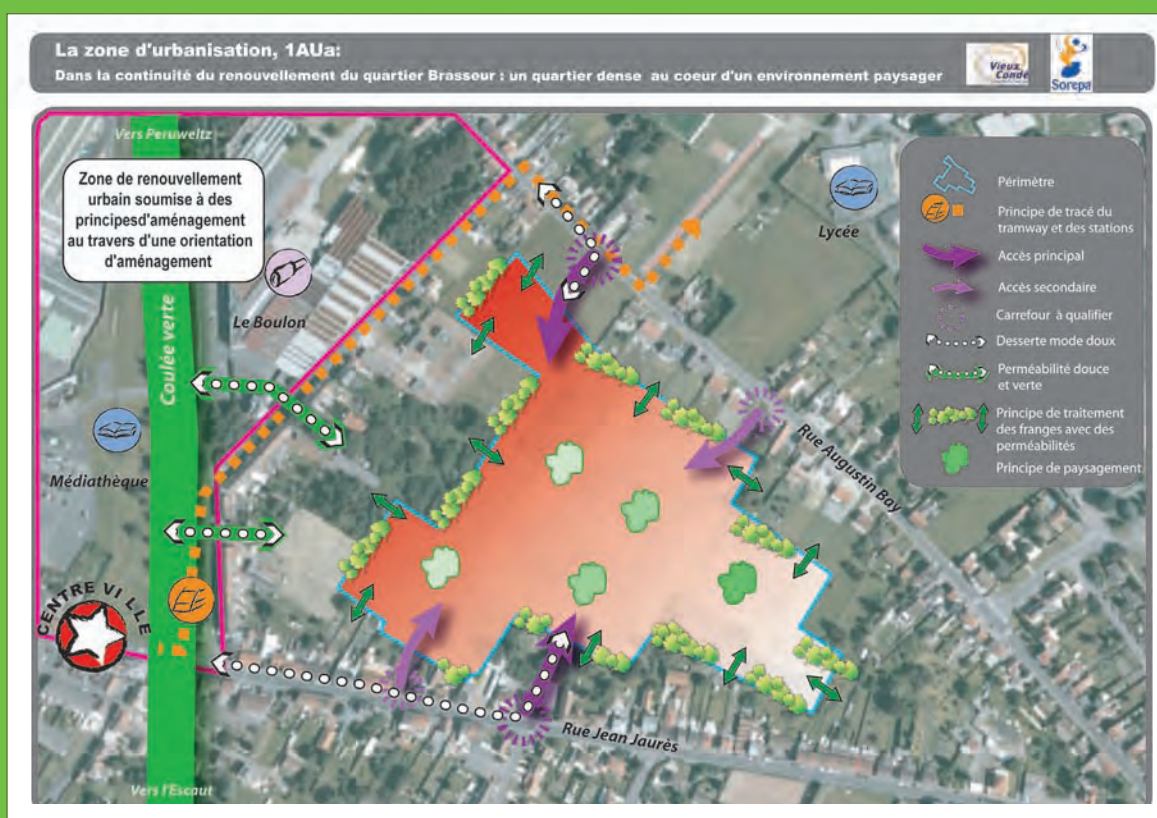 La zone d'urbanisation, 1AUa:
Dans la continuité du renouvellement du quartier Brasseur : un quartier dense au coeur d'un environnement paysager
Vieux
Condé
Sorepa
Vers Peruweltz
Zone de renouvellement
urbain soumise à des
principesd'aménagement
au travers d'une orientation
d'aménagement
Le Boulon
Coulée verte
Médiathèque
CENTRE VI LLE
Vers l'Escaut
Lycée
Rue Augustin Bay
Rue Jean Jaurès
Périmètre
Principe de tracé du
tramway et des stations
Accès principal
Accès secondaire
Carrefour à qualifier
Desserte mode doux
Perméabilité douce
et verte
Principe de traitement
des franges avec des
perméabilités
Principe de paysagement